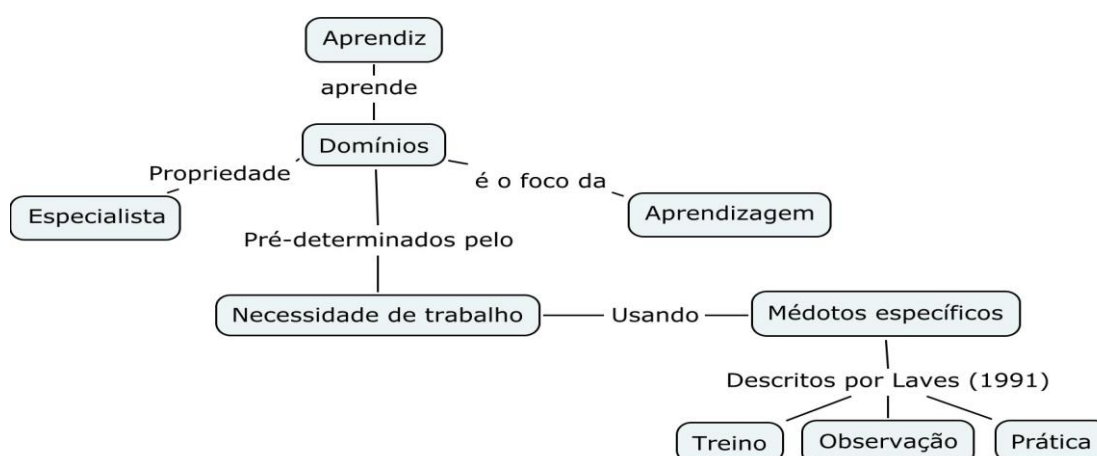 Aprendiz
aprende
Domínios
Propriedade
é o foco da
Especialista
Aprendizagem
Pré-determinados pelo
Necessidade de trabalho
Usando
Médotos específicos
Descritos por Laves (1991)
Treino
Observação
Prática